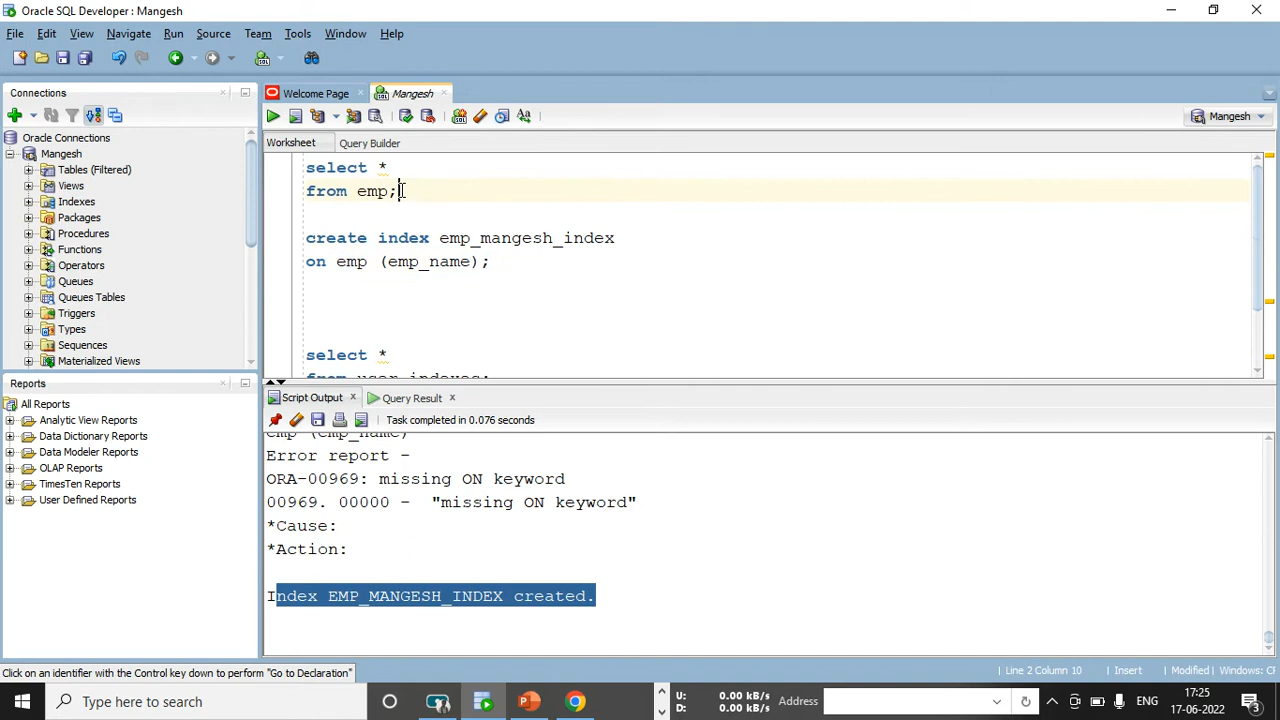 Oracle SQL Developer : Mangesh
File Edit View Navigate Run Source Team Tools Window Help
Connections
Welcome Page
Mangesh
Mangesh
Worksheet
Query Builder
Oracle Connections
Mangesh
Tables (Filtered)
Views
Indexes
Packages
Procedures
Functions
Operators
Queues
Queues Tables
Triggers
Types
Sequences
Materialized Views
select *
from emp;
create index emp_mangesh_index
on emp (emp_name);
select *
from user_indexes;
Reports
All Reports
Analytic View Reports
Data Dictionary Reports
Data Modeler Reports
OLAP Reports
TimesTen Reports
User Defined Reports
Script Output
Query Result
Task completed in 0.076 seconds
emp (emp_name)
Error report -
ORA-00969: missing ON keyword
00969. 00000 - "missing ON keyword"
*Cause:
*Action:
Index EMP_MANGESH_INDEX created.
Click on an identifier with the Control key down to perform "Go to Declaration"
Line 2 Column 10
Insert
Modified
Windows: CF
Type here to search
U: 0.00 kB/s
D: 0.00 kB/s
Address
ENG
17:25
17-06-2022
3